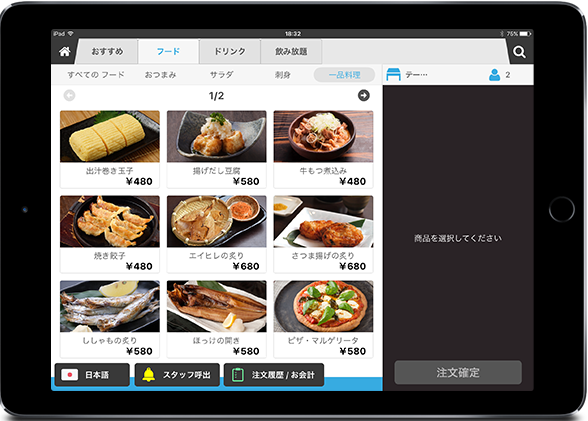 iPad 18:32 75%
おすすめ フード ドリンク 飲み放題
すべての フード おつまみ サラダ 刺身 一品料理
テー… 2
1/2
出汁巻き玉子 揚げだし豆腐 牛もつ煮込み
¥480 ¥580 ¥480
焼き餃子 エイヒレの炙り さつま揚げの炙り
¥480 ¥680 ¥680
ししゃもの炙り ほっけの開き ピザ・マルゲリータ
¥580 ¥580 ¥580
商品を選択してください
日本語 スタッフ呼出 注文履歴 / お会計
注文確定